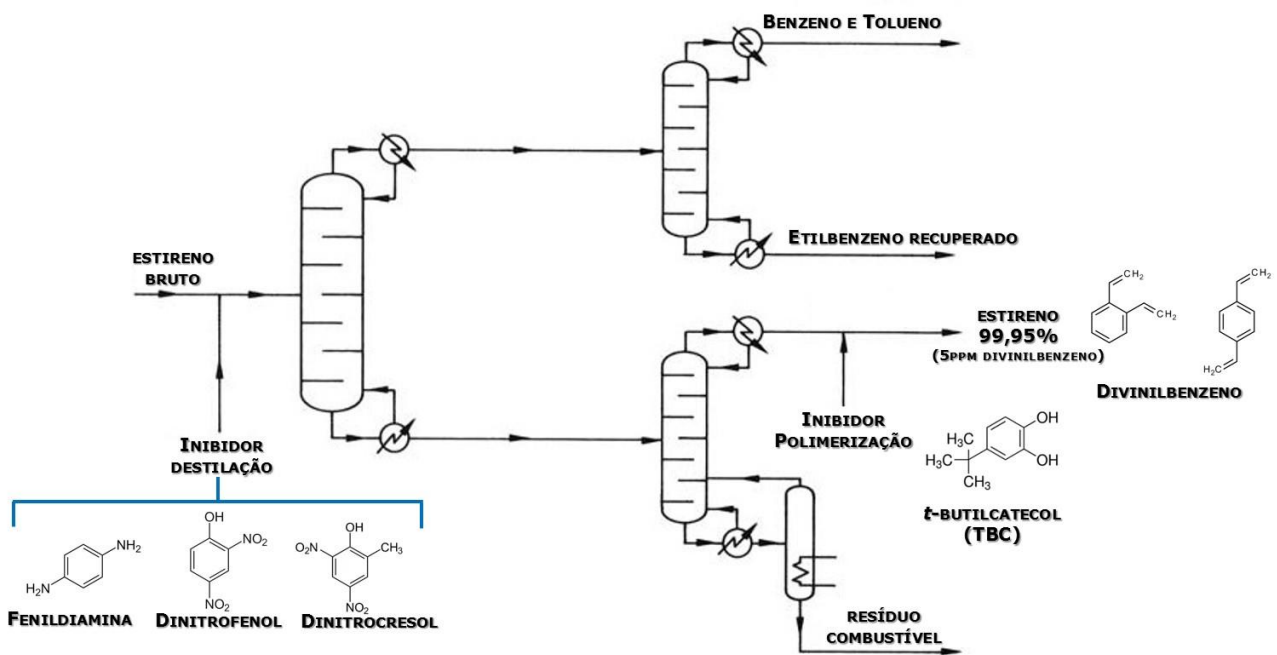 BENZENO E TOLUENO
ETILBENZENO RECUPERADO
ESTIRENO
BRUTO
ESTIRENO
99,95%
(5PPM DIVINILBENZENO)
CH₂
CH₂
CH₂
H₂C
DIVINILBENZENO
INIBIDOR
DESTILAÇÃO
INIBIDOR
POLIMERIZAÇÃO
H₃C
CH₃
H₃C
CH₃
OH
OH
t-BUTILCATECOL
(TBC)
NH₂
H₂N
FENILDIAMINA
OH
NO₂
NO₂
DINITROFENOL
OH
O₂N
CH₃
NO₂
DINITROCRESOL
RESÍDUO
COMBUSTÍVEL